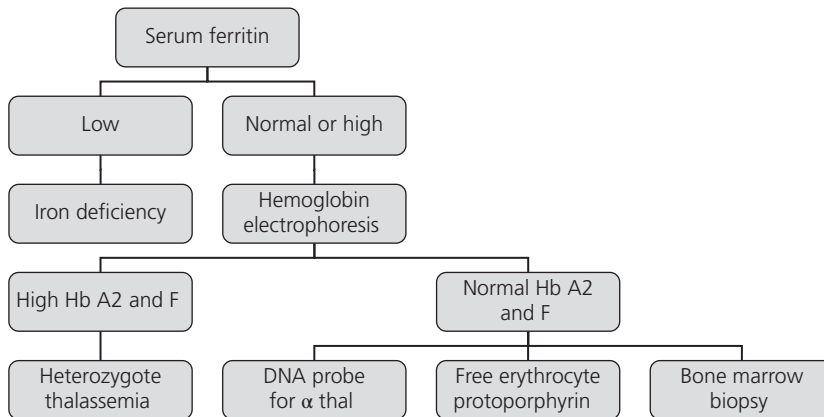 Serum ferritin
Low
Normal or high
Iron deficiency
Hemoglobin
electrophoresis
High Hb A2 and F
Normal Hb A2
and F
Heterozygote
thalassemia
DNA probe
for α thal
Free erythrocyte
protoporphyrin
Bone marrow
biopsy